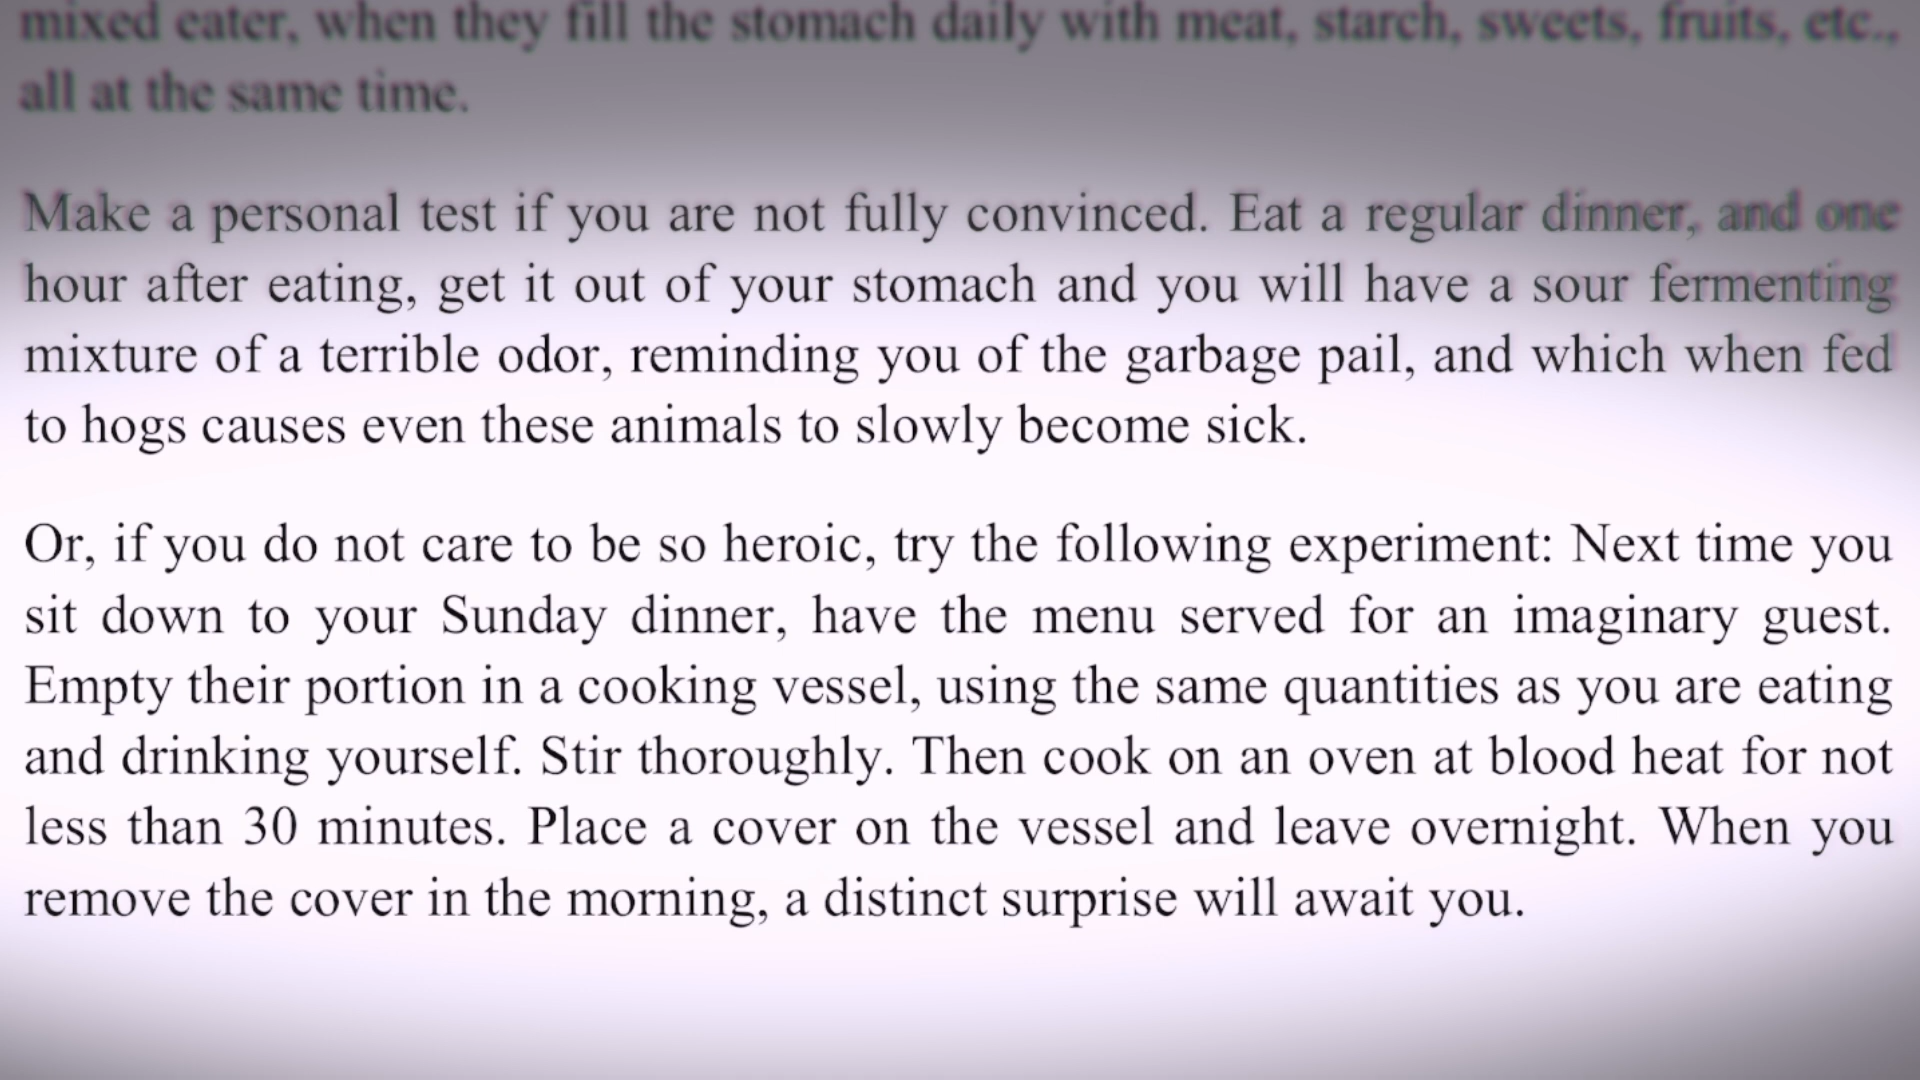 mixed eater, when they fill the stomach daily with meat, starch, sweets, fruits, etc.,
all at the same time.
Make a personal test if you are not fully convinced. Eat a regular dinner, and one
hour after eating, get it out of your stomach and you will have a sour fermenting
mixture of a terrible odor, reminding you of the garbage pail, and which when fed
to hogs causes even these animals to slowly become sick.
Or, if you do not care to be so heroic, try the following experiment: Next time you
sit down to your Sunday dinner, have the menu served for an imaginary guest.
Empty their portion in a cooking vessel, using the same quantities as you are eating
and drinking yourself. Stir thoroughly. Then cook on an oven at blood heat for not
less than 30 minutes. Place a cover on the vessel and leave overnight. When you
remove the cover in the morning, a distinct surprise will await you.